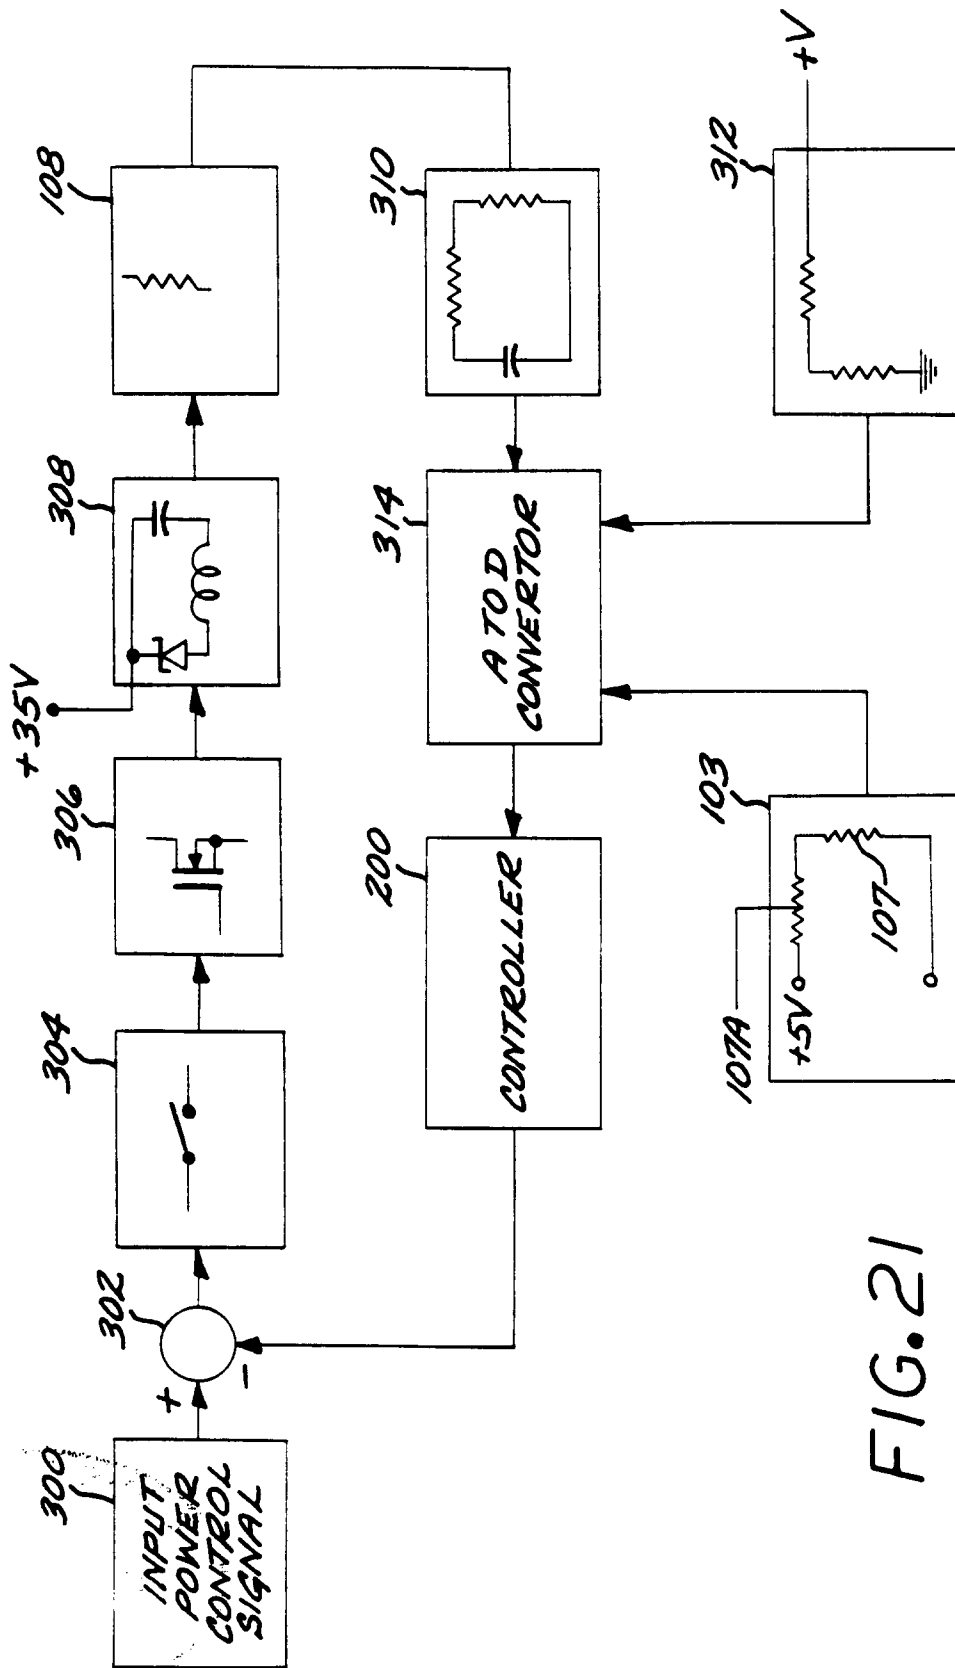 300
INPUT
POWER
CONTROL
SIGNAL
+
-
302
304
306
+35V
308
108
310
314
A TO D
CONVERTOR
200
CONTROLLER
312
+V
103
107A
+5V
107
FIG. 21